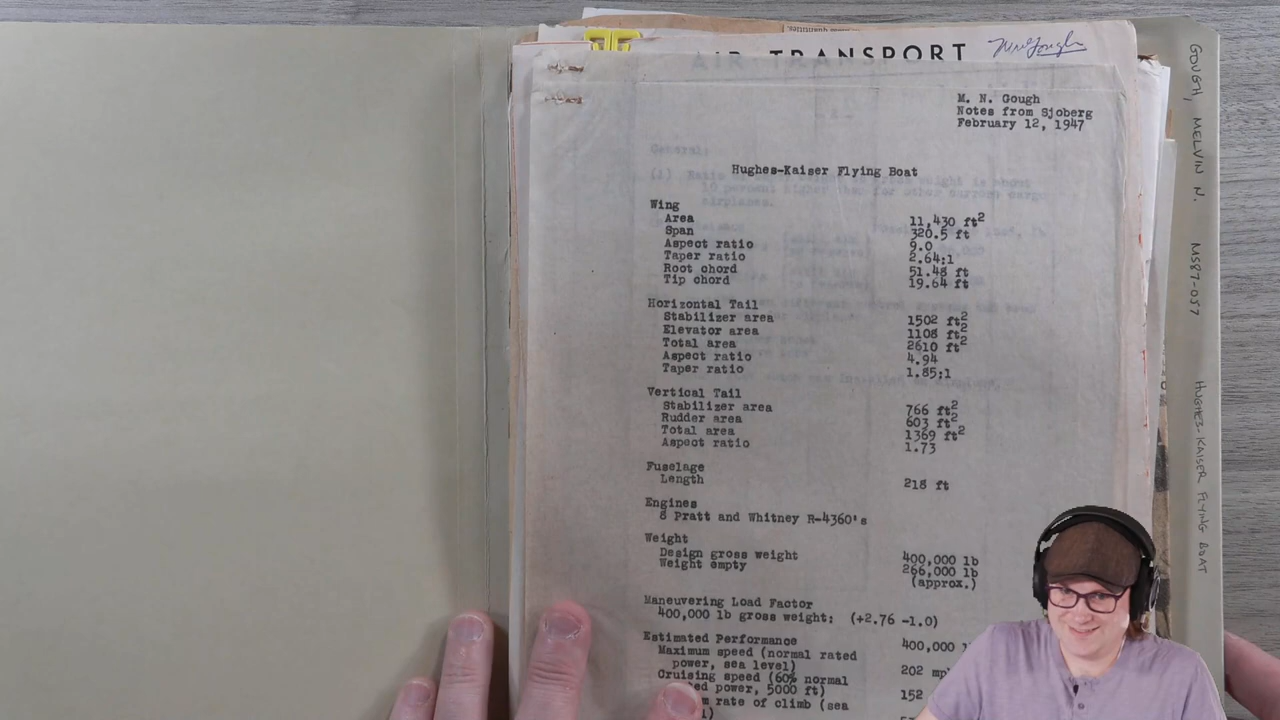 AIR TRANSPORT
M. N. Gough
Notes from Sjoberg
February 12, 1947
Hughes-Kaiser Flying Boat
Wing
Area 11,430 ft2
Span 320.5 ft
Aspect ratio 9.0
Taper ratio 2.64:1
Root chord 51.48 ft
Tip chord 19.64 ft
Horizontal Tail
Stabilizer area 1502 ft2
Elevator area 1108 ft2
Total area 2610 ft2
Aspect ratio 4.94
Taper ratio 1.85:1
Vertical Tail
Stabilizer area 766 ft2
Rudder area 603 ft2
Total area 1369 ft2
Aspect ratio 1.73
Fuselage
Length 218 ft
Engines
8 Pratt and Whitney R-4360's
Weight
Design gross weight 400,000 lb
Weight empty 266,000 lb
(approx.)
Maneuvering Load Factor
400,000 lb gross weight: (+2.76 -1.0)
Estimated Performance 400,000
Maximum speed (normal rated
power, sea level) 202 mp
Cruising speed (60% normal
ed power, 5000 ft) 152
rate of climb (sea
GOUGH, MELVIN N. MS87-057 HUGHES-KAISER FLYING BOAT